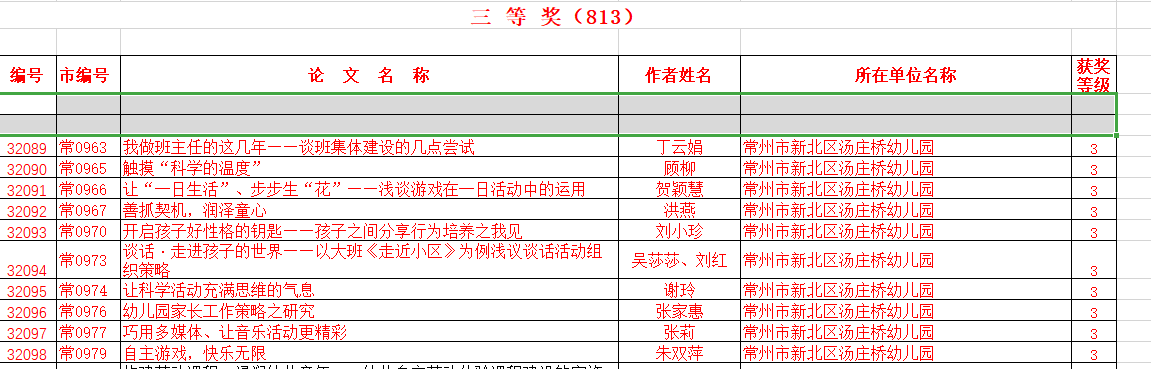 三 等 奖（813）
编号 市编号 论 文 名 称 作者姓名 所在单位名称 获奖
等级
32089 常0963 我做班主任的这几年——谈班集体建设的几点尝试 丁云娟 常州市新北区汤庄桥幼儿园 3
32090 常0965 触摸“科学的温度” 顾柳 常州市新北区汤庄桥幼儿园 3
32091 常0966 让“一日生活”、步步生“花”——浅谈游戏在一日活动中的运用 贺颖慧 常州市新北区汤庄桥幼儿园 3
32092 常0967 善抓契机，润泽童心 洪燕 常州市新北区汤庄桥幼儿园 3
32093 常0970 开启孩子好性格的钥匙——孩子之间分享行为培养之我见 刘小珍 常州市新北区汤庄桥幼儿园 3
32094 常0973 谈话·走进孩子的世界——以大班《走近小区》为例浅议谈话活动组
织策略 吴莎莎、刘红 常州市新北区汤庄桥幼儿园 3
32095 常0974 让科学活动充满思维的气息 谢玲 常州市新北区汤庄桥幼儿园 3
32096 常0976 幼儿园家长工作策略之研究 张家惠 常州市新北区汤庄桥幼儿园 3
32097 常0977 巧用多媒体、让音乐活动更精彩 张莉 常州市新北区汤庄桥幼儿园 3
32098 常0979 自主游戏，快乐无限 朱双萍 常州市新北区汤庄桥幼儿园 3